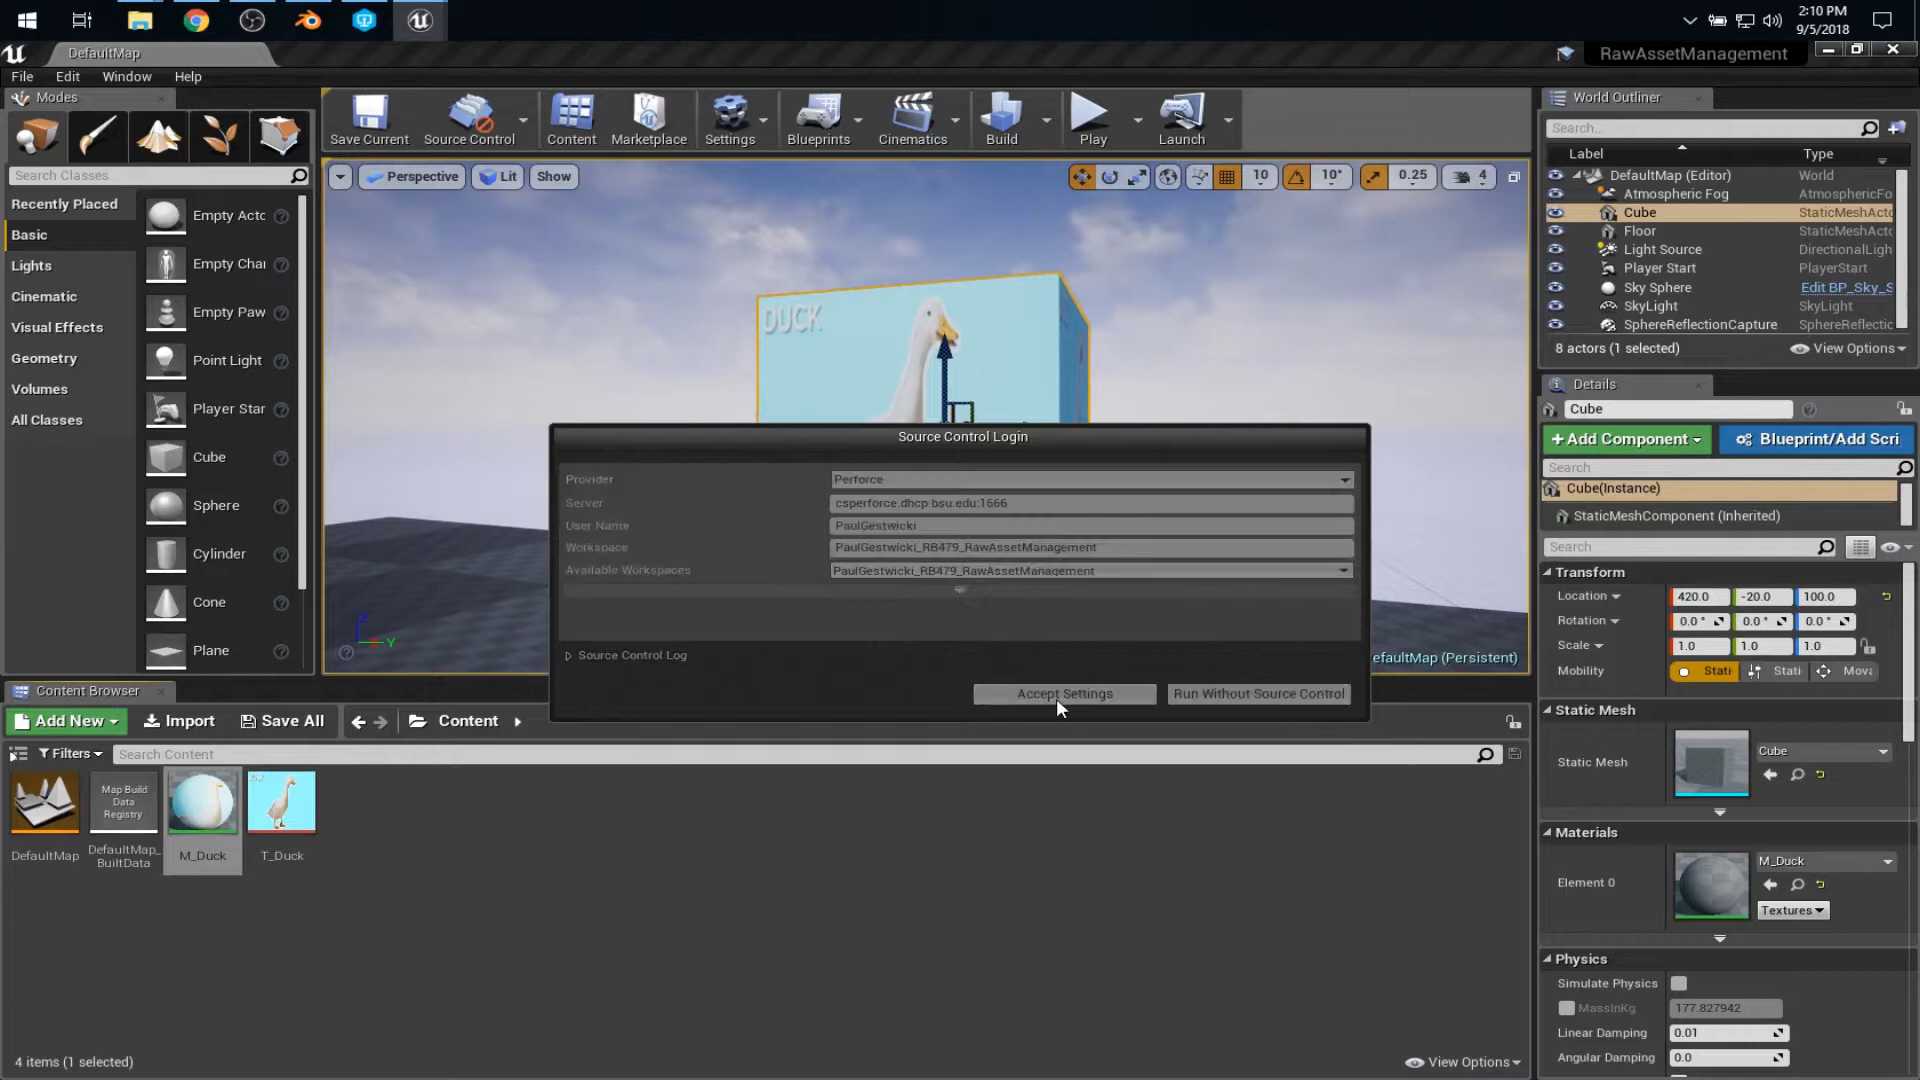 2:10 PM
9/5/2018
DefaultMap
RawAssetManagement
File Edit Window Help
Modes
Search Classes
Recently Placed
Basic
Lights
Cinematic
Visual Effects
Geometry
Volumes
All Classes
Empty Actc
Empty Chai
Empty Paw
Point Light
Player Star
Cube
Sphere
Cylinder
Cone
Plane
Save Current
Source Control
Content
Marketplace
Settings
Blueprints
Cinematics
Build
Play
Launch
Perspective
Lit
Show
10
10°
0.25
4
DUCK
Source Control Login
Provider Perforce
Server csperforce.dhcp.bsu.edu:1666
User Name PaulGestwicki
Workspace PaulGestwicki_RB479_RawAssetManagement
Available Workspaces PaulGestwicki_RB479_RawAssetManagement
Source Control Log
Accept Settings Run Without Source Control
efaultMap (Persistent)
Z
X
Y
Content Browser
Add New Import Save All Content
Filters Search Content
Map Build
Data
Registry
DefaultMap
DefaultMap_
BuiltData
M_Duck
T_Duck
4 items (1 selected)
View Options
World Outliner
Search...
Label Type
DefaultMap (Editor) World
Atmospheric Fog AtmosphericFo
Cube StaticMeshActc
Floor StaticMeshActc
Light Source DirectionalLigh
Player Start PlayerStart
Sky Sphere Edit BP_Sky_S
SkyLight SkyLight
SphereReflectionCapture SphereReflectic
8 actors (1 selected) View Options
Details
Cube
+Add Component Blueprint/Add Scri
Search
Cube(Instance)
StaticMeshComponent (Inherited)
Search
Transform
Location 420.0 -20.0 100.0
Rotation 0.0° 0.0° 0.0°
Scale 1.0 1.0 1.0
Mobility Stati Stati Mova
Static Mesh
Static Mesh Cube
Materials
Element 0 M_Duck
Textures
Physics
Simulate Physics
MassInKg 177.827942
Linear Damping 0.01
Angular Damping 0.0